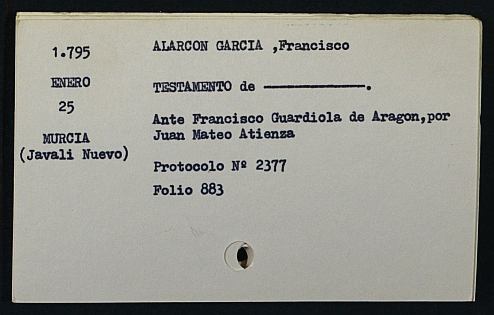 1.795
ENERO
25
MURCIA
(Javali Nuevo)
ALARCON GARCIA ,Francisco
TESTAMENTO de ---------------.
Ante Francisco Guardiola de Aragon,por
Juan Mateo Atienza
Protocolo Nº 2377
Folio 883